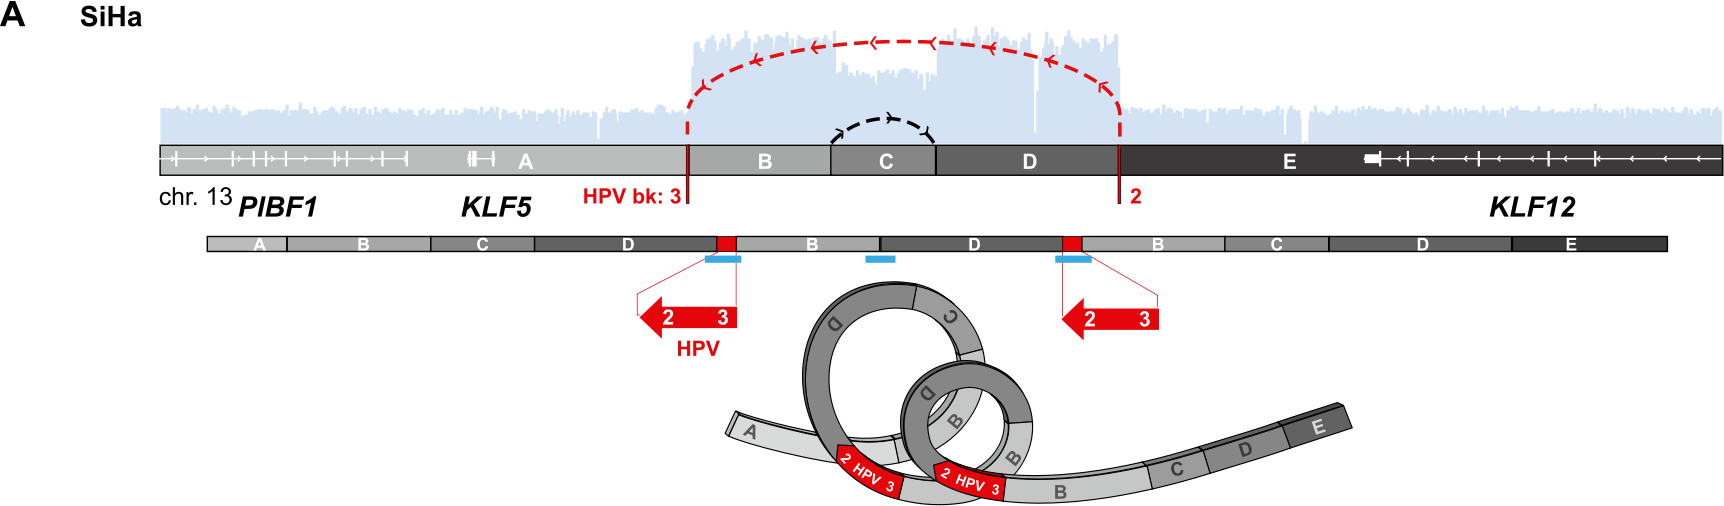 A SiHa
A B C D E
chr. 13 PIBF1 KLF5 HPV bk: 3 2 KLF12
A B C D B D B C D E
2 3 2 3
HPV
D C
D B
A B
2 HPV 3 2 HPV 3 B C D E